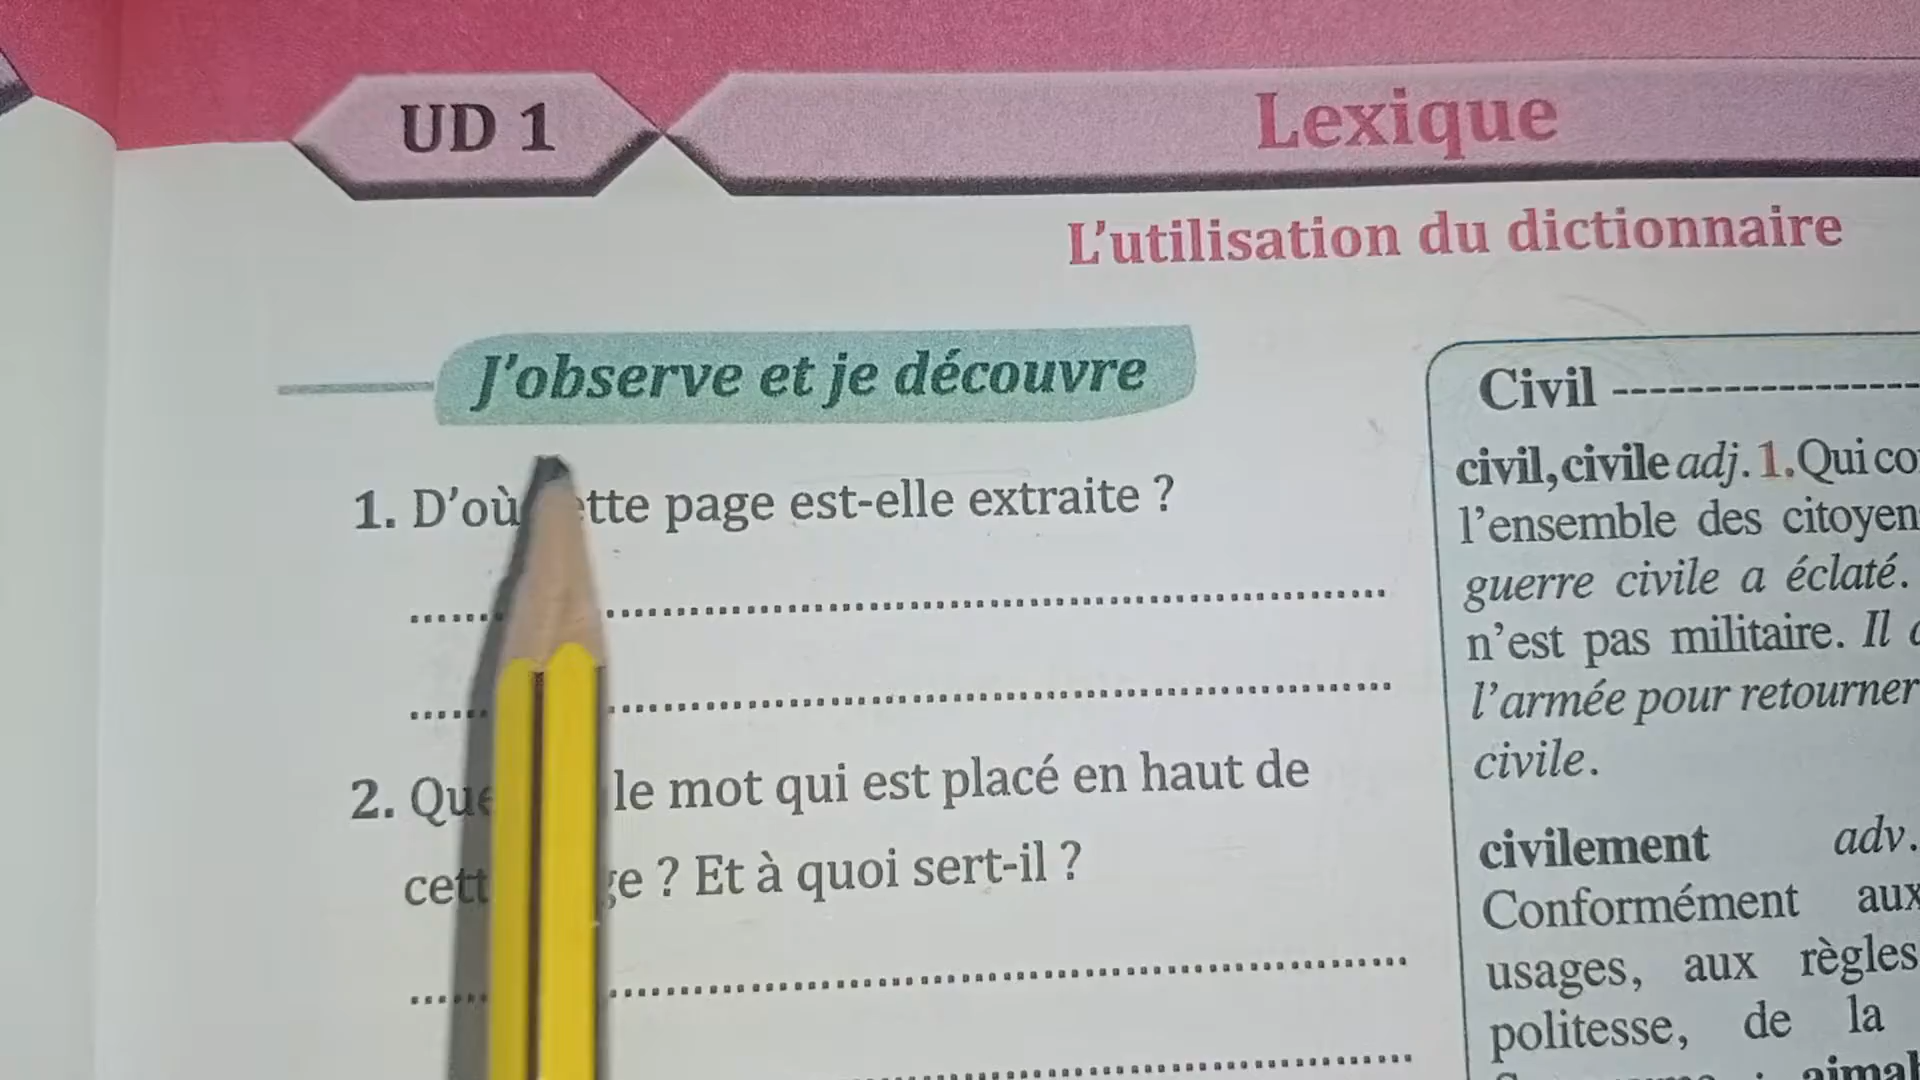 UD 1
Lexique
L'utilisation du dictionnaire
J'observe et je découvre
1. D'où tte page est-elle extraite ?
2. Que le mot qui est placé en haut de
cett e ? Et à quoi sert-il ?
Civil
civil, civile adj. 1. Qui co
l'ensemble des citoyen
guerre civile a éclaté.
n'est pas militaire. Il
l'armée pour retourner
civile.
civilement adv.
Conformément aux
usages, aux règles
politesse, de la